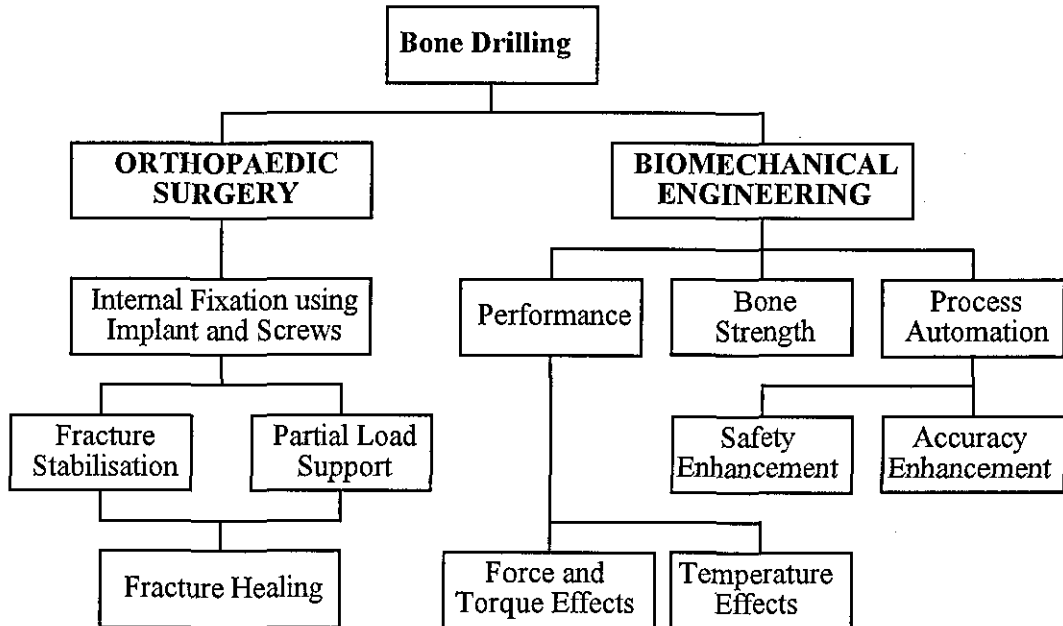 Bone Drilling
ORTHOPAEDIC
SURGERY
BIOMECHANICAL
ENGINEERING
Internal Fixation using
Implant and Screws
Performance
Bone
Strength
Process
Automation
Fracture
Stabilisation
Partial Load
Support
Safety
Enhancement
Accuracy
Enhancement
Fracture Healing
Force and
Torque Effects
Temperature
Effects